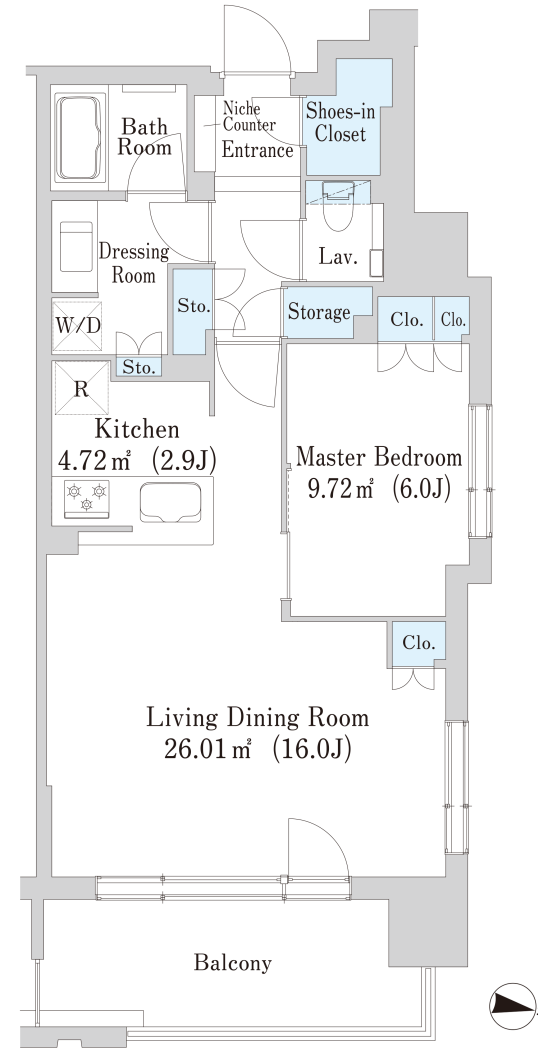 Niche
Counter
Entrance
Shoes-in
Closet
Bath
Room
Lav.
Dressing
Room
Sto.
Storage
W/D
Clo.
Clo.
Sto.
R
Kitchen
4.72㎡ (2.9J)
Master Bedroom
9.72㎡ (6.0J)
Clo.
Living Dining Room
26.01㎡ (16.0J)
Balcony